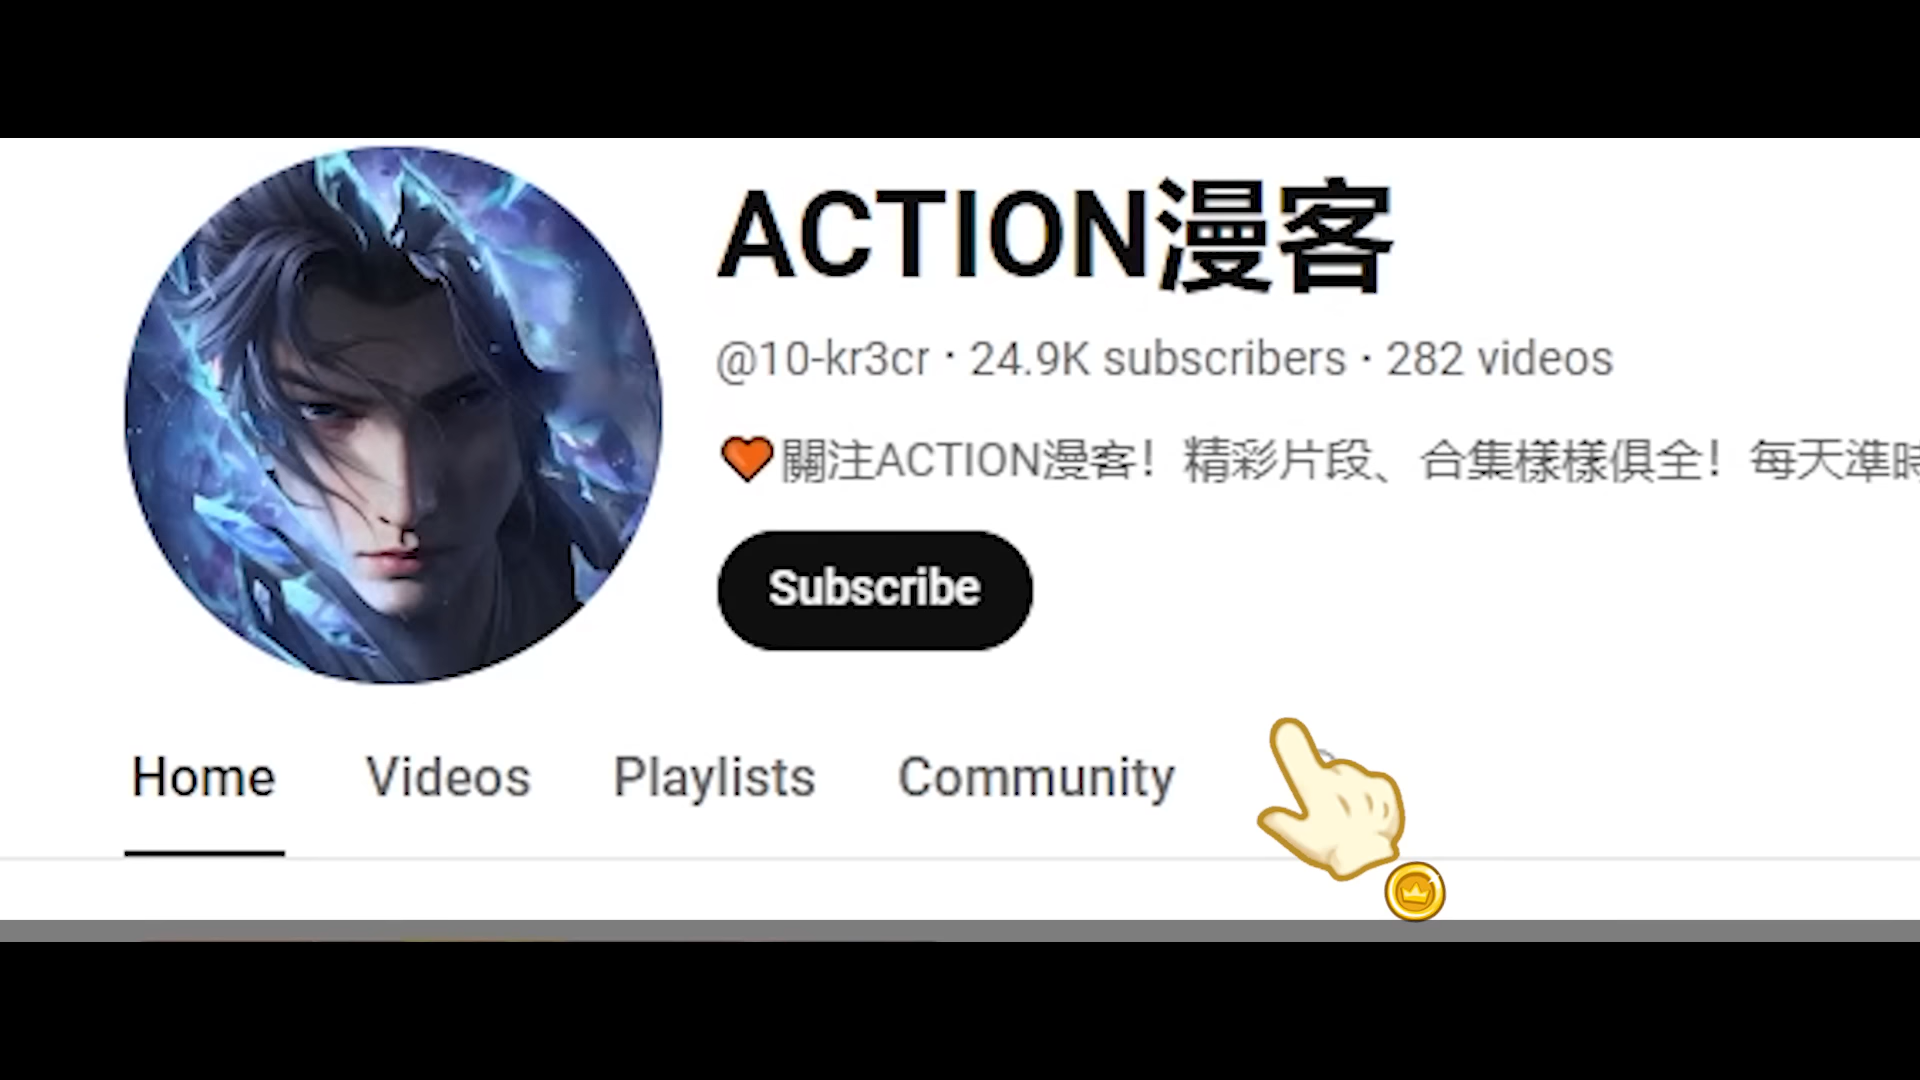 ACTION漫客
@10-kr3cr · 24.9K subscribers · 282 videos
🧡關注ACTION漫客！精彩片段、合集樣樣俱全！每天準時
Subscribe
Home Videos Playlists Community